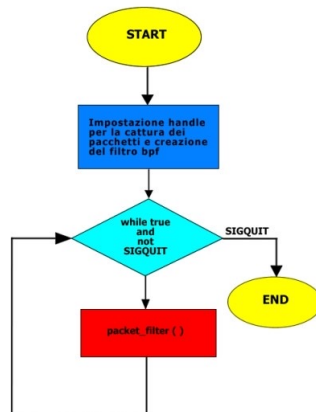 START
Impostazione handle
per la cattura dei
pacchetti e creazione
del filtro bpf
while true
and
not
SIGQUIT
SIGQUIT
END
packet_filter ( )